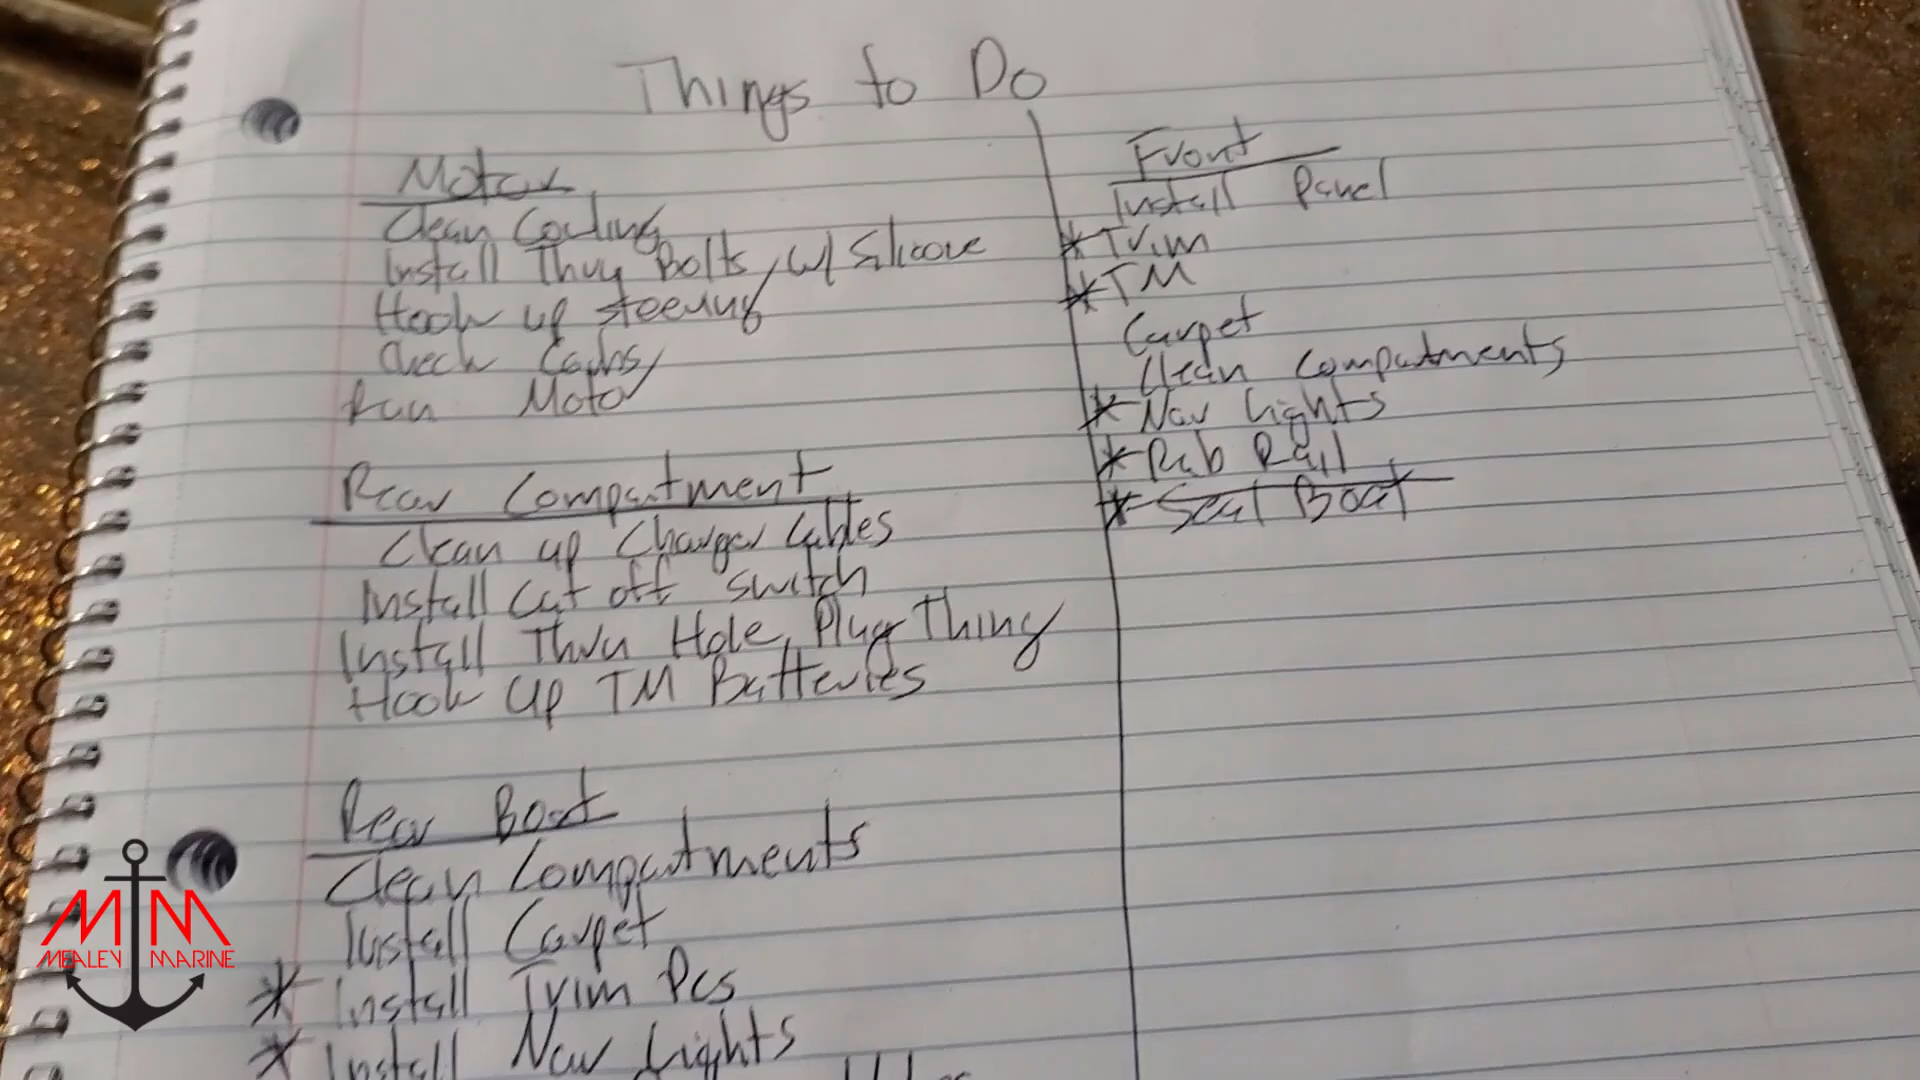 Things to Do
Motor
Clean Cowling
Install Thru Bolts, w/ Silicone
Hook up steering
Check
Run Motor
Rear Compartment
Clean up Charger Cables
Install Cut off switch
Install Thru Hole, Plug Thing
Hook Up TM Batteries
Rear Boat
Clean Compartments
Install Carpet
* Install Trim Pcs
* Install Nav Lights
Front
Install Panel
* Trim
* TM
Carpet
Clean Compartments
* Nav Lights
* Rub Rail
* Seal Boat
MM
MEALEY MARINE